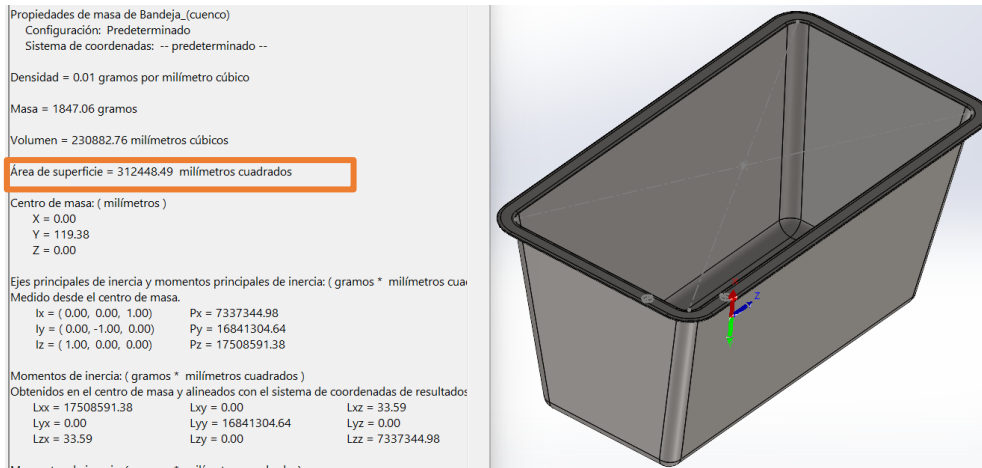 Propiedades de masa de Bandeja_(cuenco)
Configuración: Predeterminado
Sistema de coordenadas: -- predeterminado --
Densidad = 0.01 gramos por milímetro cúbico
Masa = 1847.06 gramos
Volumen = 230882.76 milímetros cúbicos
Área de superficie = 312448.49 milímetros cuadrados
Centro de masa: ( milímetros )
X = 0.00
Y = 119.38
Z = 0.00
Ejes principales de inercia y momentos principales de inercia: ( gramos * milímetros cua
Medido desde el centro de masa.
Ix = ( 0.00, 0.00, 1.00) Px = 7337344.98
Iy = ( 0.00, -1.00, 0.00) Py = 16841304.64
Iz = ( 1.00, 0.00, 0.00) Pz = 17508591.38
Momentos de inercia: ( gramos * milímetros cuadrados )
Obtenidos en el centro de masa y alineados con el sistema de coordenadas de resultados
Lxx = 17508591.38 Lxy = 0.00 Lxz = 33.59
Lyx = 0.00 Lyy = 16841304.64 Lyz = 0.00
Lzx = 33.59 Lzy = 0.00 Lzz = 7337344.98
Z